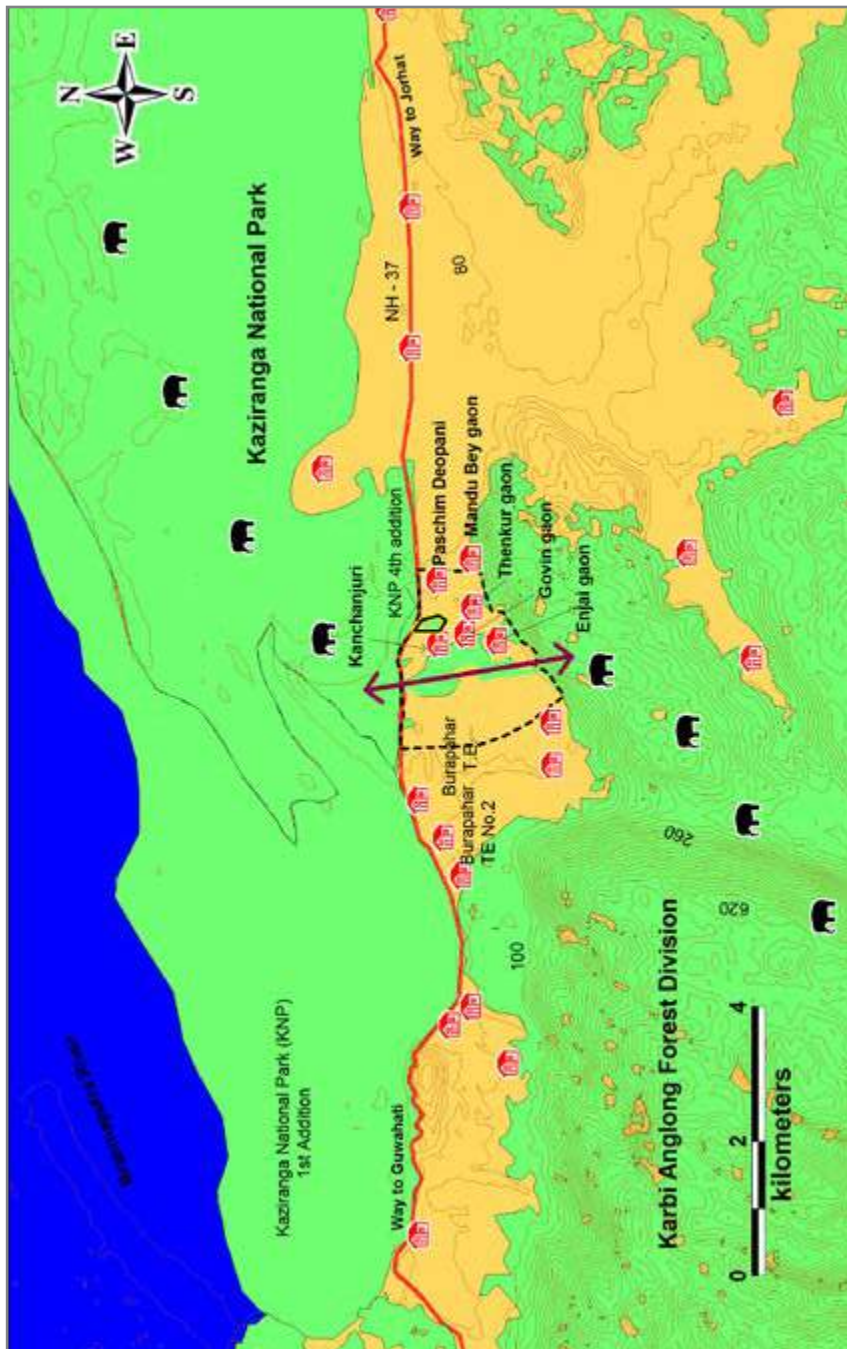 N
E
W
S
Kaziranga National Park
Way to Jorhat
NH - 37
80
KNP 4th addition
Paschim Deopani
Mandu Bey gaon
Kanchanjuri
Thenkur gaon
Govin gaon
Enjai gaon
Burapahar
T.E.
Burapahar
TE No.2
260
620
100
Kaziranga National Park (KNP)
1st Addition
Way to Guwahati
Karbi Anglong Forest Division
0
2
4
kilometers